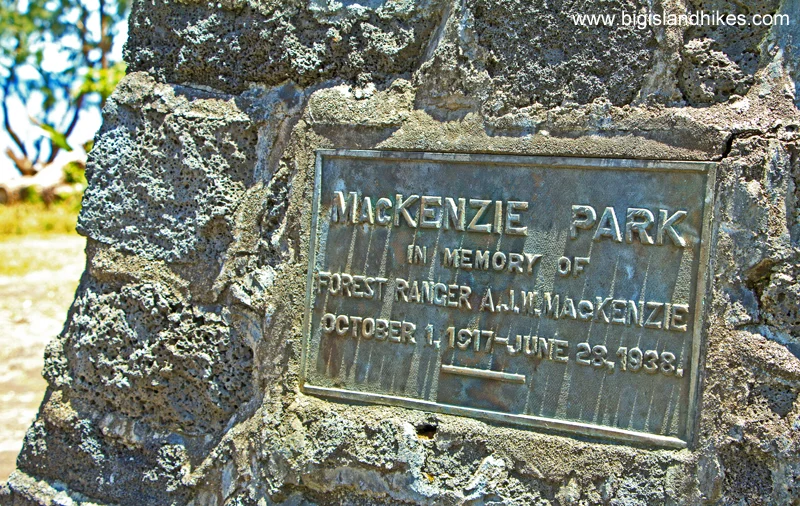 www.bigislandhikes.com
MACKENZIE PARK
IN MEMORY OF
FOREST RANGER A.J.W. MACKENZIE
OCTOBER 1, 1917-JUNE 28, 1938.